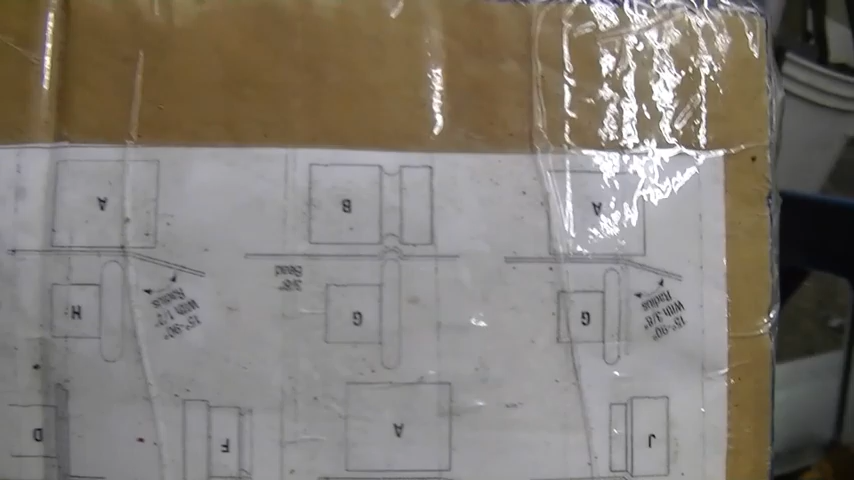 J
A
F
D
15°-90°
With 3/8"
Radius
G
G
3/8"
Bead
15°-90°
With 1/2"
Radius
H
A
B
A